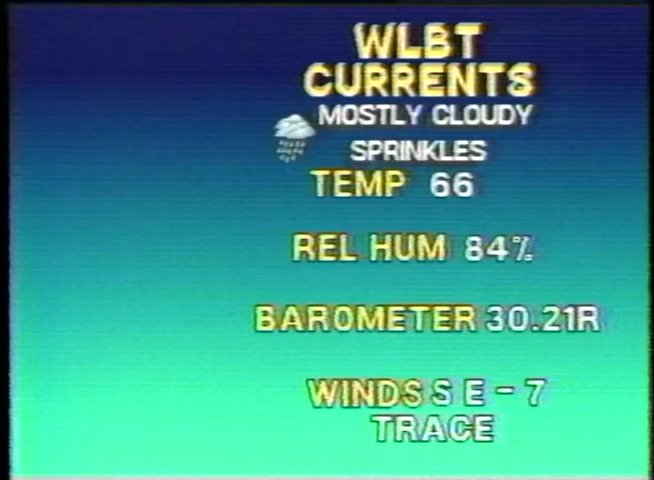 WLBT
CURRENTS
MOSTLY CLOUDY
SPRINKLES
TEMP 66
REL HUM 84%
BAROMETER 30.21R
WINDS S E - 7
TRACE